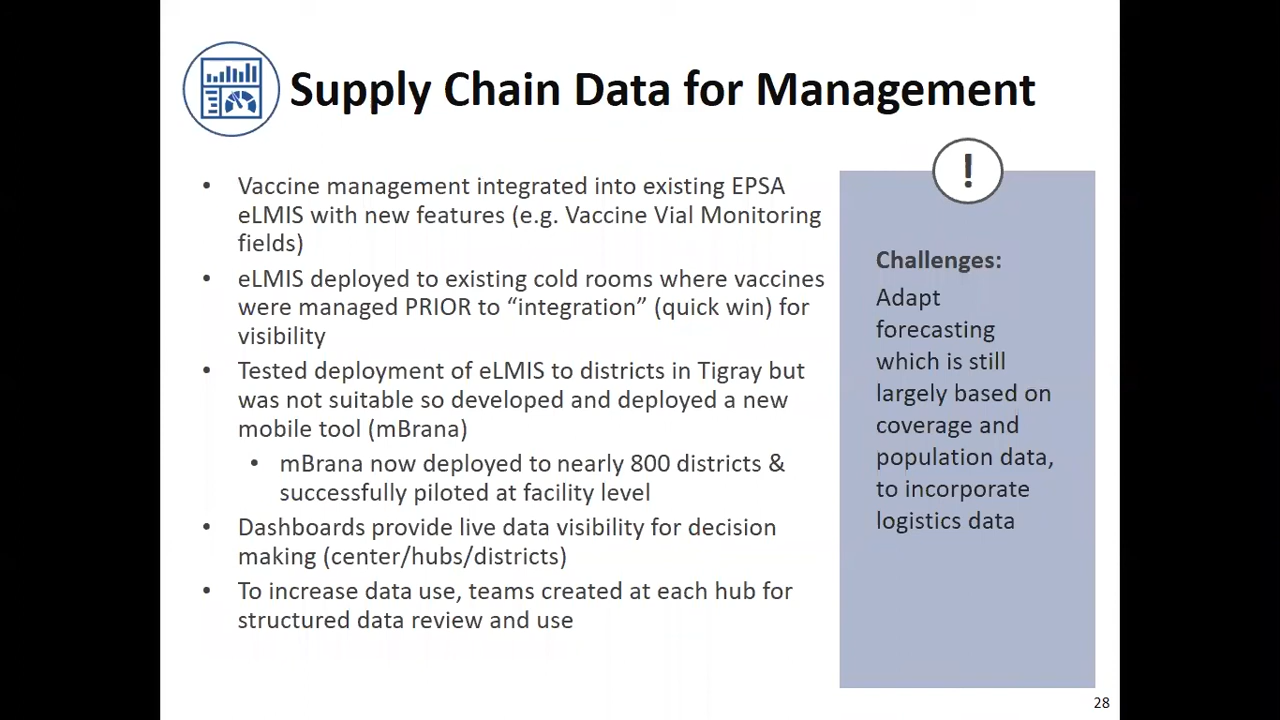 Supply Chain Data for Management
• Vaccine management integrated into existing EPSA
eLMIS with new features (e.g. Vaccine Vial Monitoring
fields)
• eLMIS deployed to existing cold rooms where vaccines
were managed PRIOR to “integration” (quick win) for
visibility
• Tested deployment of eLMIS to districts in Tigray but
was not suitable so developed and deployed a new
mobile tool (mBrana)
• mBrana now deployed to nearly 800 districts &
successfully piloted at facility level
• Dashboards provide live data visibility for decision
making (center/hubs/districts)
• To increase data use, teams created at each hub for
structured data review and use
!
Challenges:
Adapt
forecasting
which is still
largely based on
coverage and
population data,
to incorporate
logistics data
28